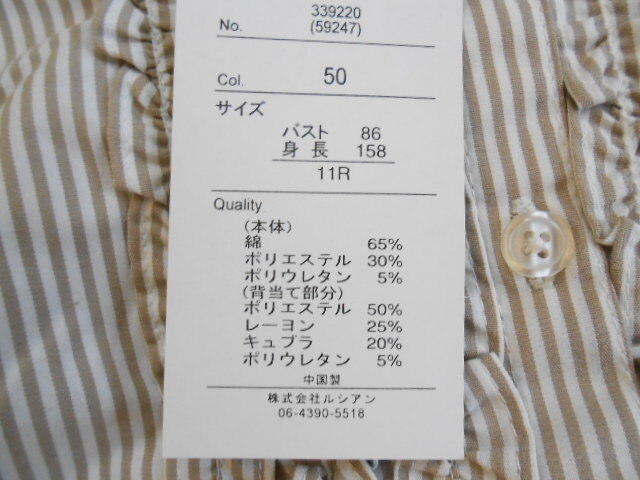 339220
No. (59247)
Col. 50
サイズ
バスト 86
身長 158
11R
Quality
(本体)
綿 65%
ポリエステル 30%
ポリウレタン 5%
(背当て部分)
ポリエステル 50%
レーヨン 25%
キュプラ 20%
ポリウレタン 5%
中国製
株式会社ルシアン
06-4390-5518